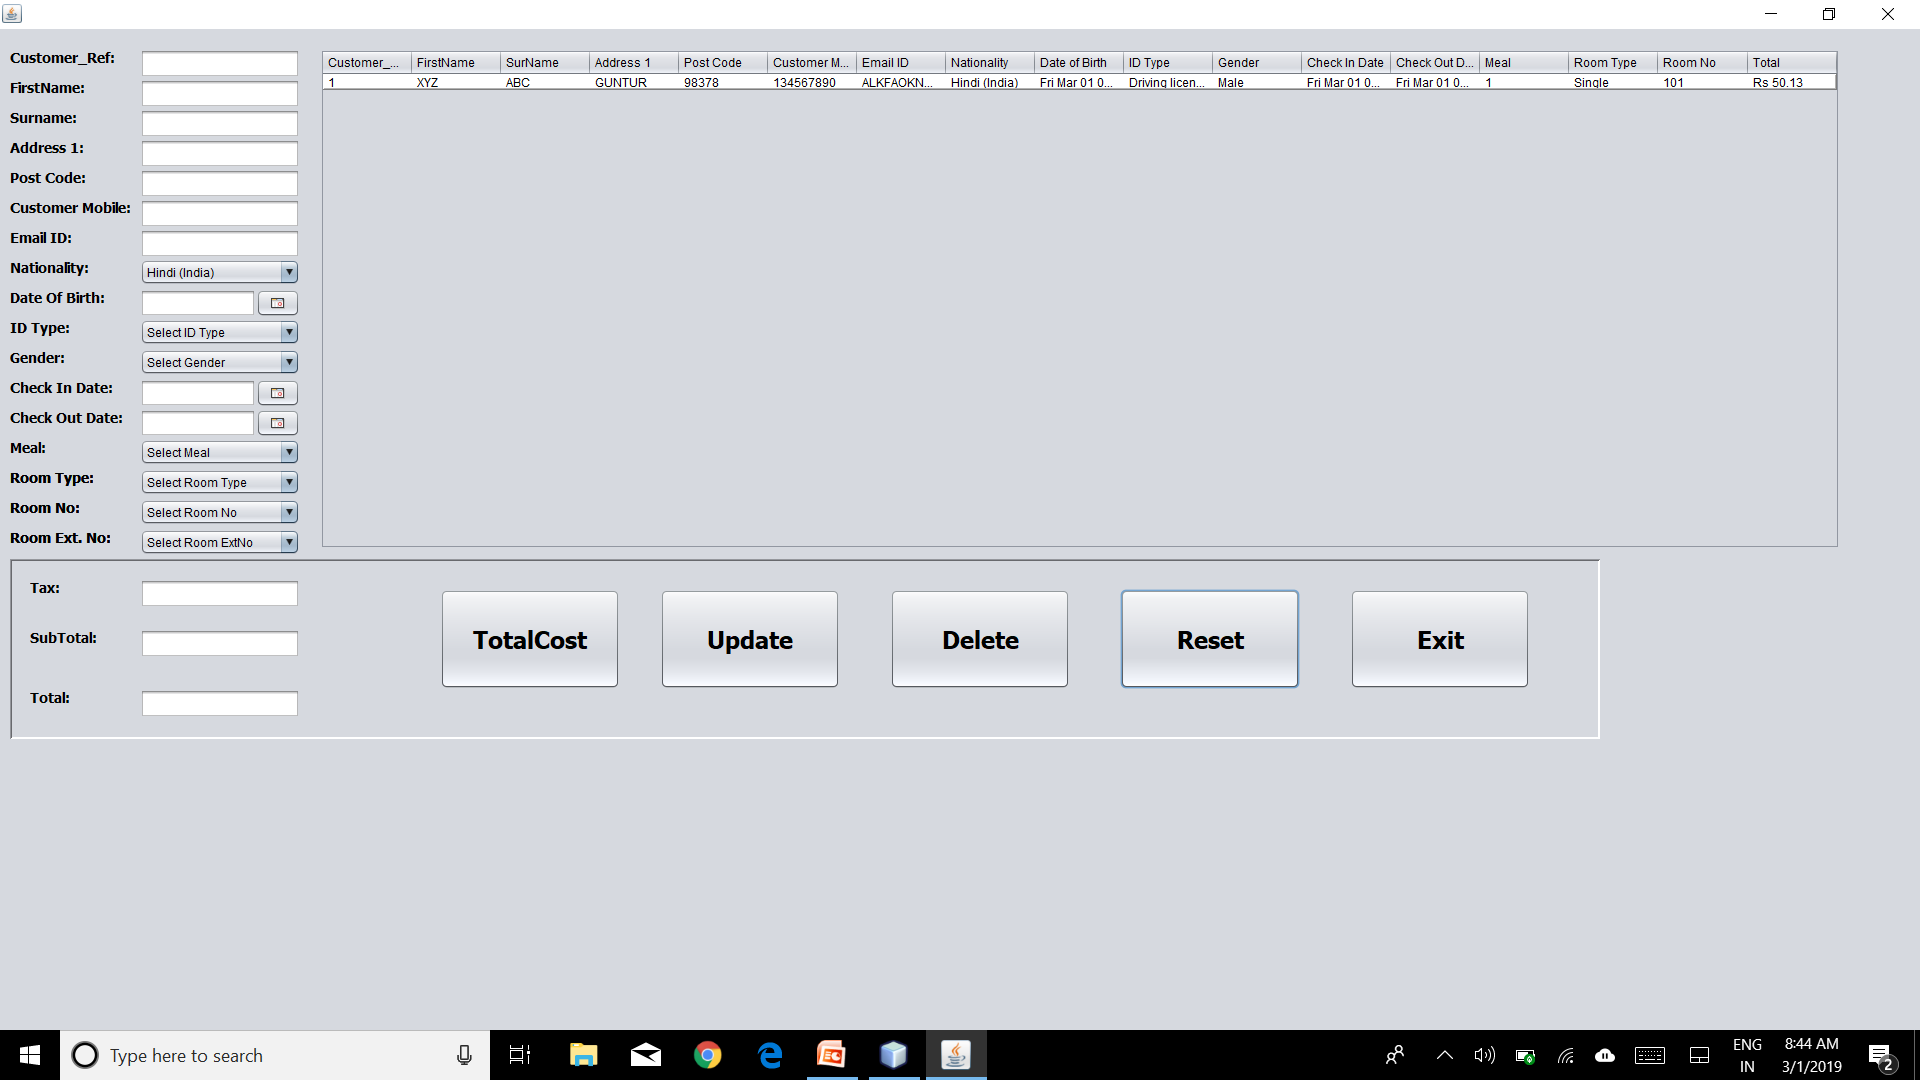 Customer_Ref:
FirstName:
Surname:
Address 1:
Post Code:
Customer Mobile:
Email ID:
Nationality: Hindi (India)
Date Of Birth:
ID Type: Select ID Type
Gender: Select Gender
Check In Date:
Check Out Date:
Meal: Select Meal
Room Type: Select Room Type
Room No: Select Room No
Room Ext. No: Select Room ExtNo
Customer_... FirstName SurName Address 1 Post Code Customer M... Email ID Nationality Date of Birth ID Type Gender Check In Date Check Out D... Meal Room Type Room No Total
1 XYZ ABC GUNTUR 98378 134567890 ALKFAOKN... Hindi (India) Fri Mar 01 0... Driving licen... Male Fri Mar 01 0... Fri Mar 01 0... 1 Single 101 Rs 50.13
Tax:
SubTotal:
Total:
TotalCost Update Delete Reset Exit
Type here to search
ENG
IN
8:44 AM
3/1/2019
2